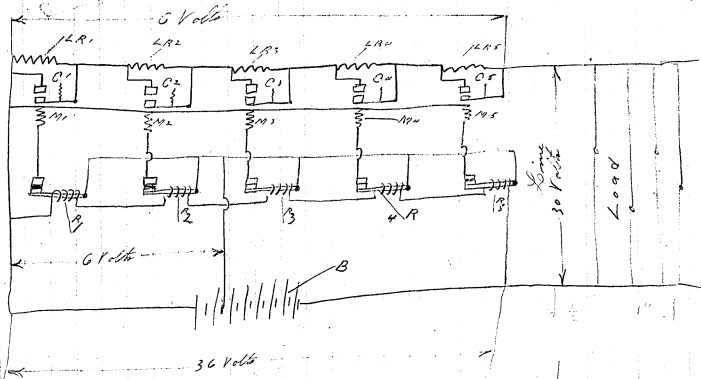 6 Volts
LR1
LR2
LR3
LR4
LR5
C1
C2
C3
C4
C5
M1
M2
M3
M4
M5
R1
R2
R3
R4
R5
Line
30 Volts
Load
6 Volts
B
36 Volts